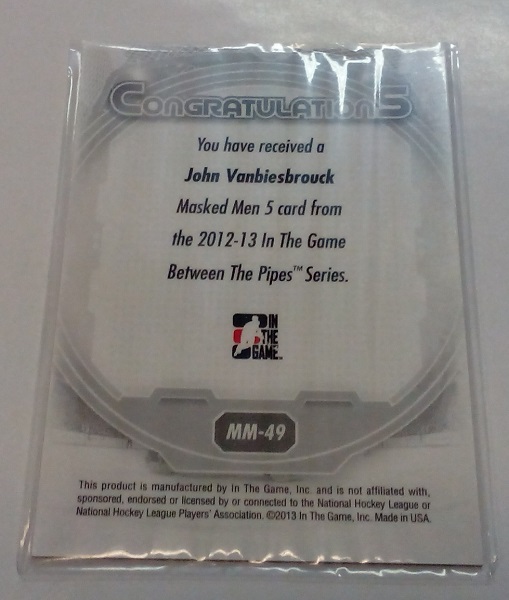 CONGRATULATIONS
You have received a
John Vanbiesbrouck
Masked Men 5 card from
the 2012-13 In The Game
Between The Pipes™ Series.
IN
THE
GAME™
MM-49
This product is manufactured by In The Game, Inc. and is not affiliated with,
sponsored, endorsed or licensed by or connected to the National Hockey League or
National Hockey League Players' Association. ©2013 In The Game, Inc. Made in USA.